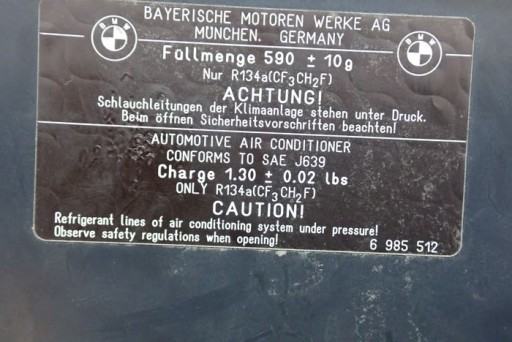 BMW BMW
BAYERISCHE MOTOREN WERKE AG
MÜNCHEN. GERMANY
Füllmenge 590 ± 10g
Nur R134a(CF₃CH₂F)
ACHTUNG!
Schlauchleitungen der Klimaanlage stehen unter Druck.
Beim öffnen Sicherheitsvorschriften beachten!
AUTOMOTIVE AIR CONDITIONER
CONFORMS TO SAE J639
Charge 1.30 ± 0.02 lbs
ONLY R134a(CF₃CH₂F)
CAUTION!
Refrigerant lines of air conditioning system under pressure!
Observe safety regulations when opening!
6 985 512